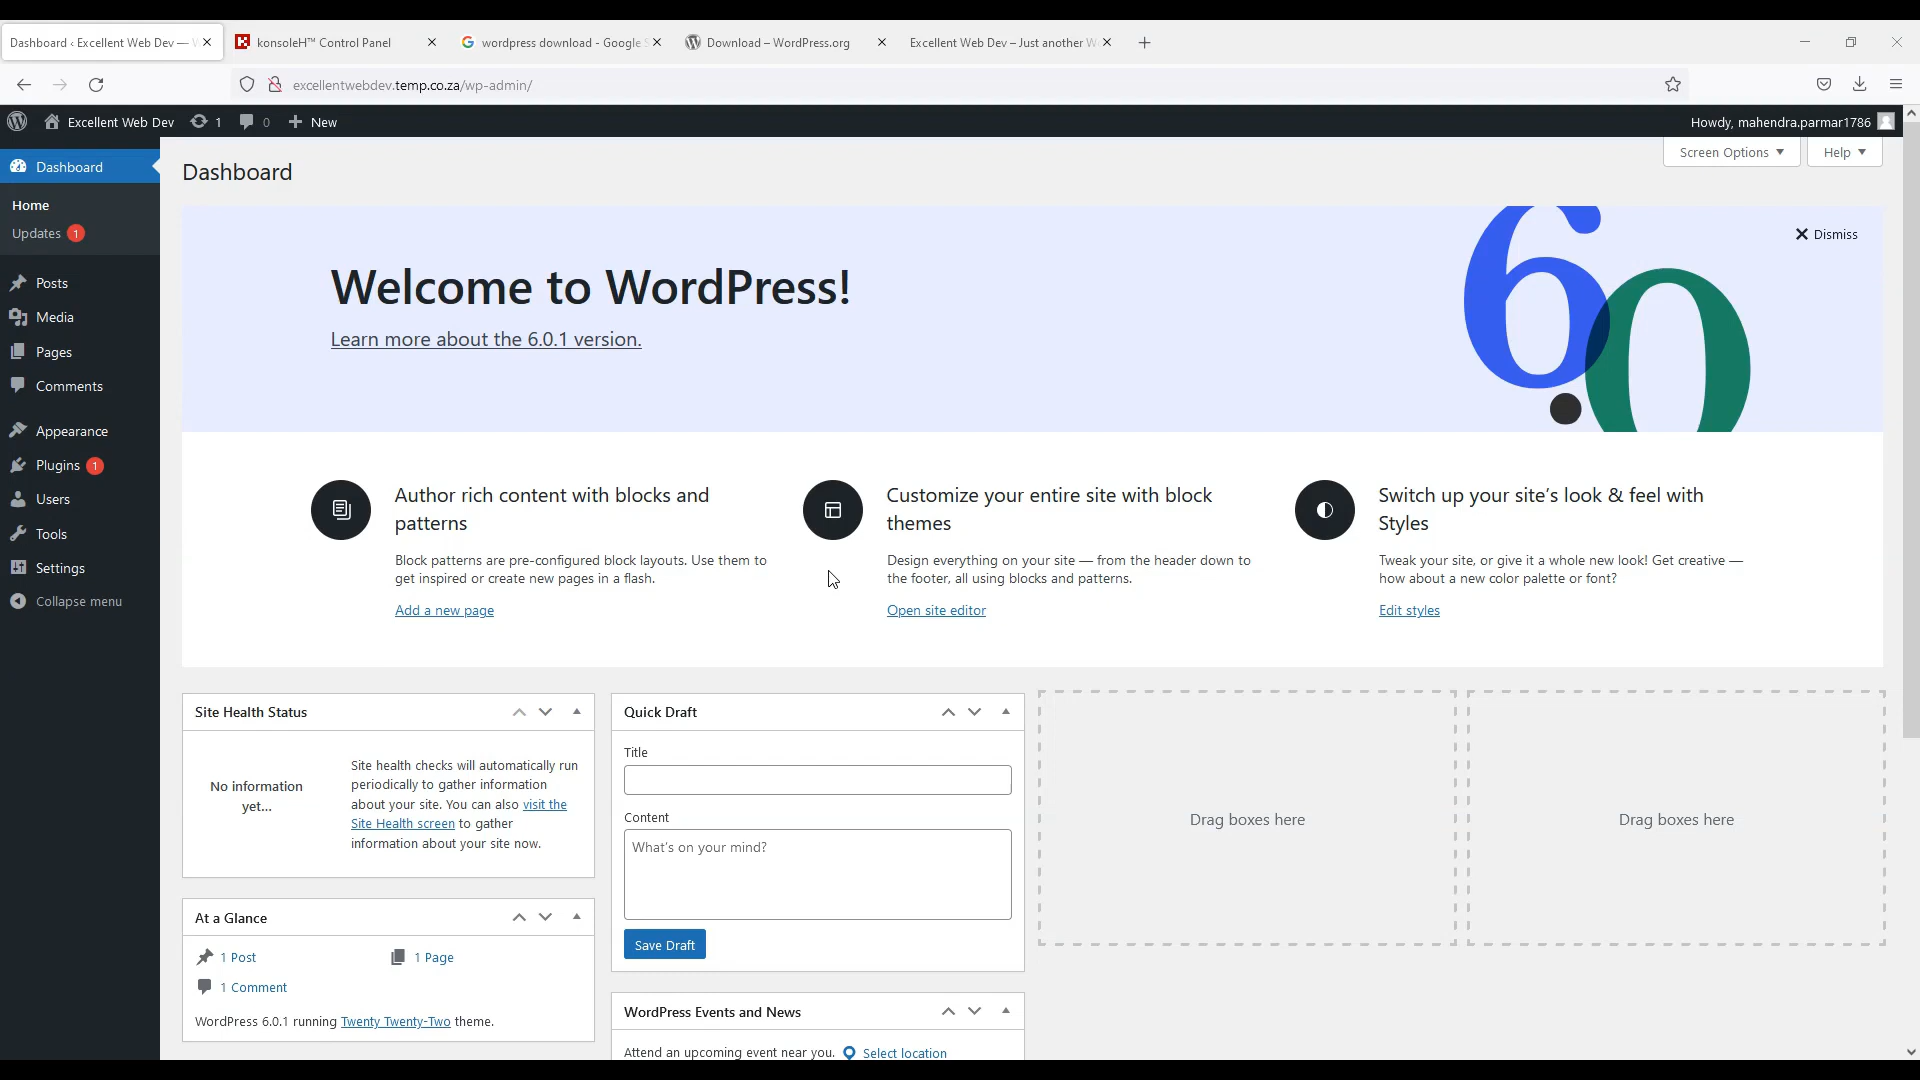 Dashboard ‹ Excellent Web Dev —
konsoleH™ Control Panel
wordpress download - Google S
Download – WordPress.org
Excellent Web Dev – Just another W
excellentwebdev.temp.co.za/wp-admin/
Excellent Web Dev
1
0
New
Howdy, mahendra.parmar1786
Dashboard
Home
Updates 1
Posts
Media
Pages
Comments
Appearance
Plugins 1
Users
Tools
Settings
Collapse menu
Dashboard
Screen Options
Help
Welcome to WordPress!
Learn more about the 6.0.1 version.
6.0
Dismiss
Author rich content with blocks and
patterns
Block patterns are pre-configured block layouts. Use them to
get inspired or create new pages in a flash.
Add a new page
Customize your entire site with block
themes
Design everything on your site — from the header down to
the footer, all using blocks and patterns.
Open site editor
Switch up your site’s look & feel with
Styles
Tweak your site, or give it a whole new look! Get creative —
how about a new color palette or font?
Edit styles
Site Health Status
No information
yet...
Site health checks will automatically run
periodically to gather information
about your site. You can also visit the
Site Health screen to gather
information about your site now.
At a Glance
1 Post
1 Page
1 Comment
WordPress 6.0.1 running Twenty Twenty-Two theme.
Quick Draft
Title
Content
What’s on your mind?
Save Draft
WordPress Events and News
Attend an upcoming event near you.
Select location
Drag boxes here
Drag boxes here